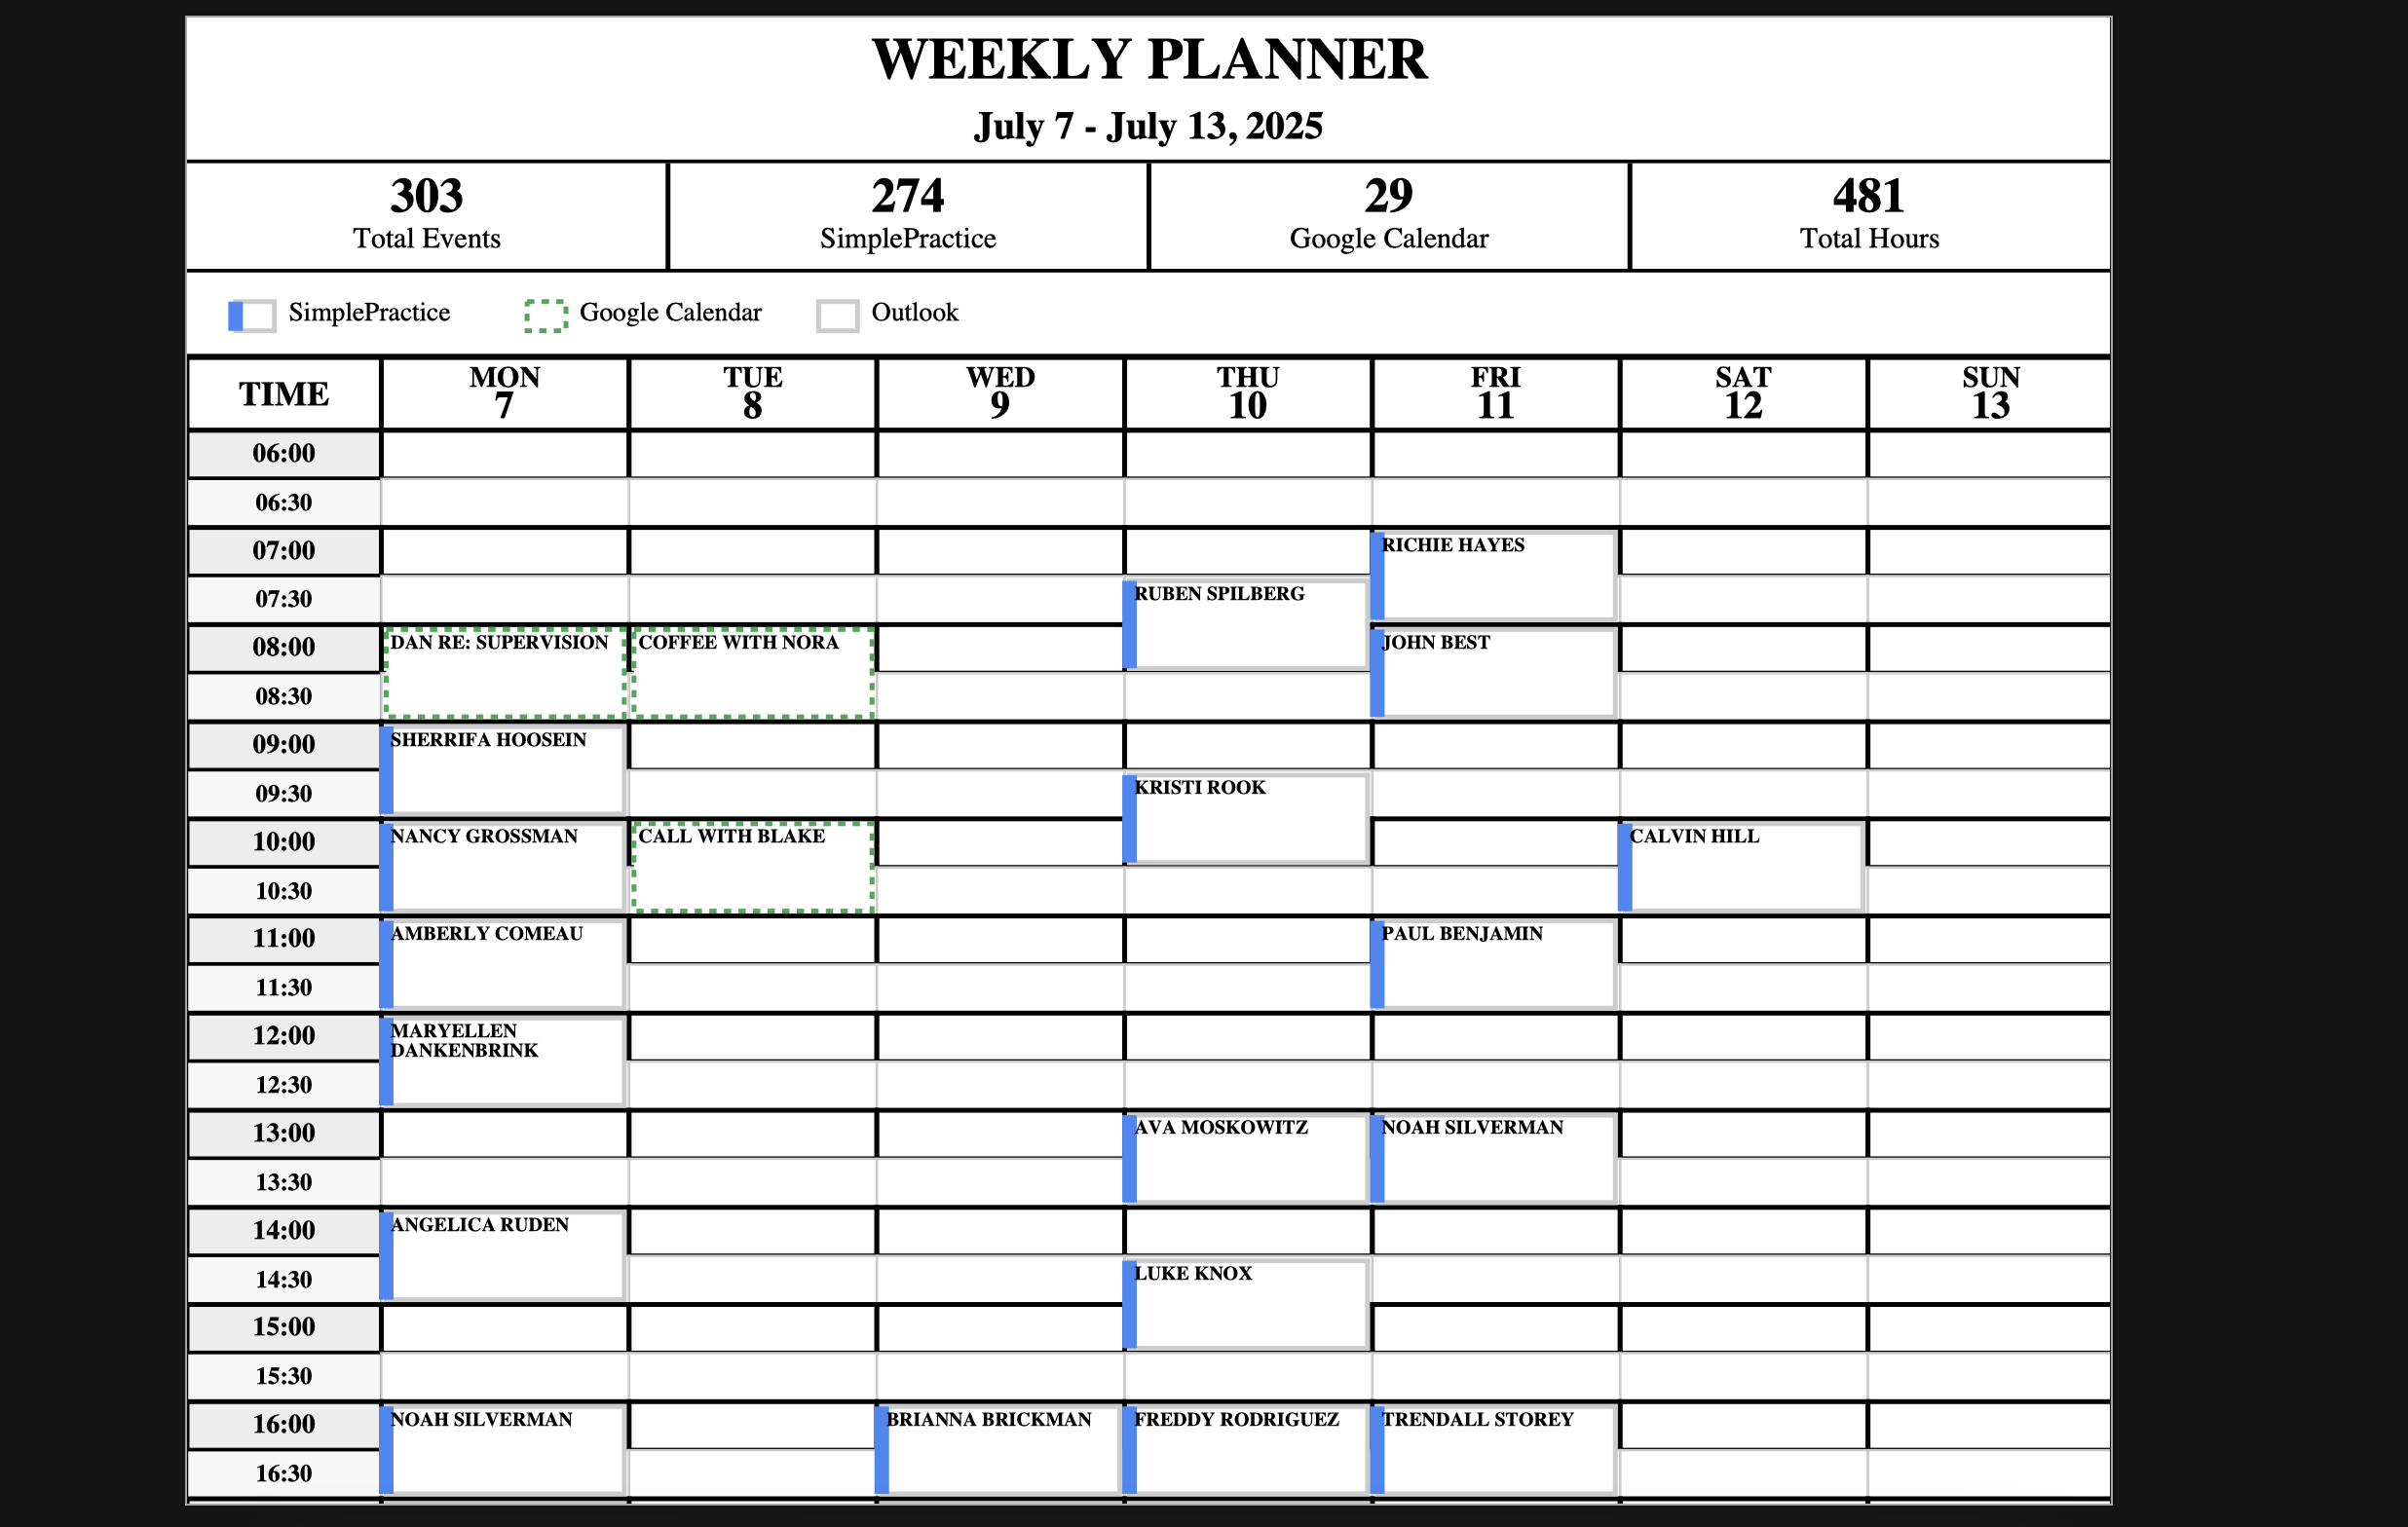 WEEKLY PLANNER
July 7 - July 13, 2025
303
Total Events
274
SimplePractice
29
Google Calendar
481
Total Hours
SimplePractice
Google Calendar
Outlook
TIME
MON
7
TUE
8
WED
9
THU
10
FRI
11
SAT
12
SUN
13
06:00
06:30
07:00
RICHIE HAYES
07:30
RUBEN SPILBERG
08:00
DAN RE: SUPERVISION
COFFEE WITH NORA
JOHN BEST
08:30
09:00
SHERRIFA HOOSEIN
09:30
KRISTI ROOK
10:00
NANCY GROSSMAN
CALL WITH BLAKE
CALVIN HILL
10:30
11:00
AMBERLY COMEAU
PAUL BENJAMIN
11:30
12:00
MARYELLEN
DANKENBRINK
12:30
13:00
AVA MOSKOWITZ
NOAH SILVERMAN
13:30
14:00
ANGELICA RUDEN
14:30
LUKE KNOX
15:00
15:30
16:00
NOAH SILVERMAN
BRIANNA BRICKMAN
FREDDY RODRIGUEZ
TRENDALL STOREY
16:30